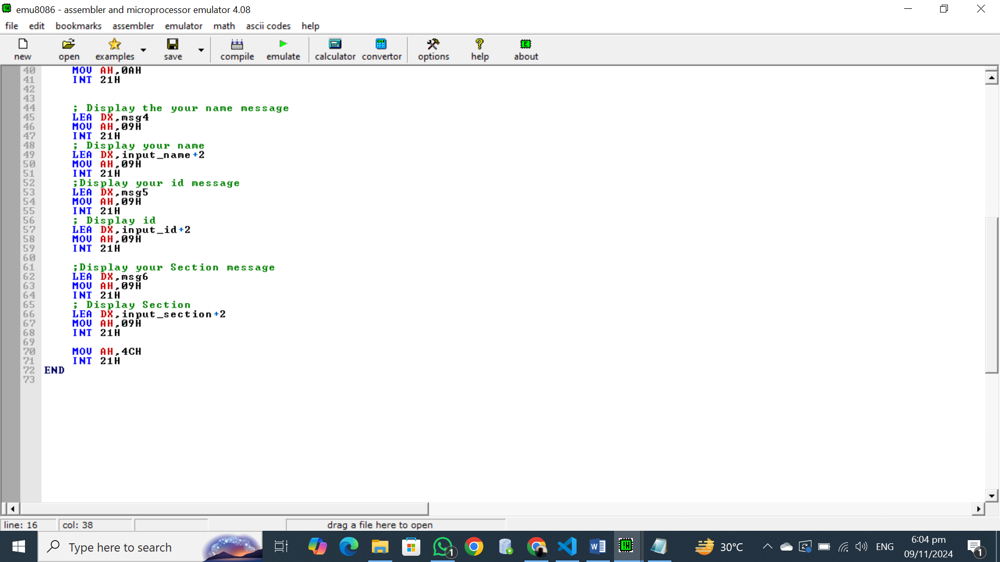 emu8086 - assembler and microprocessor emulator 4.08
file edit bookmarks assembler emulator math ascii codes help
new open examples save compile emulate calculator convertor options help about
40 MOV AH,0AH
41 INT 21H
42
43
44 ; Display the your name message
45 LEA DX,msg4
46 MOV AH,09H
47 INT 21H
48 ; Display your name
49 LEA DX,input_name+2
50 MOV AH,09H
51 INT 21H
52 ;Display your id message
53 LEA DX,msg5
54 MOV AH,09H
55 INT 21H
56 ; Display id
57 LEA DX,input_id+2
58 MOV AH,09H
59 INT 21H
60
61 ;Display your Section message
62 LEA DX,msg6
63 MOV AH,09H
64 INT 21H
65 ; Display Section
66 LEA DX,input_section+2
67 MOV AH,09H
68 INT 21H
69
70 MOV AH,4CH
71 INT 21H
72 END
73
line: 16 col: 38 drag a file here to open
Type here to search 1 30°C ENG 6:04 pm
09/11/2024 1